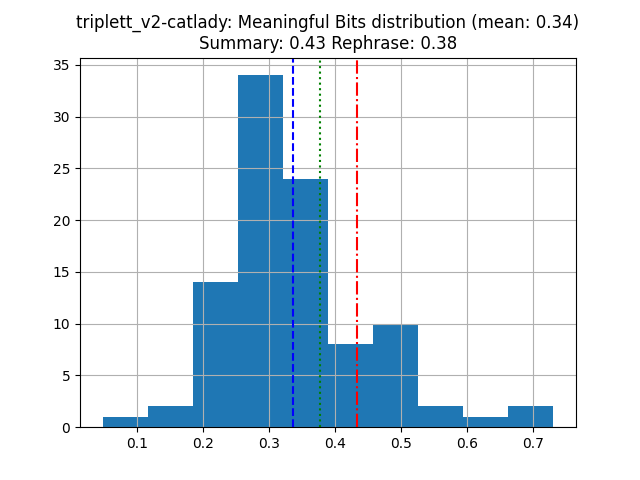 triplett_v2-catlady: Meaningful Bits distribution (mean: 0.34)
Summary: 0.43 Rephrase: 0.38
35
30
25
20
15
10
5
0
0.1 0.2 0.3 0.4 0.5 0.6 0.7